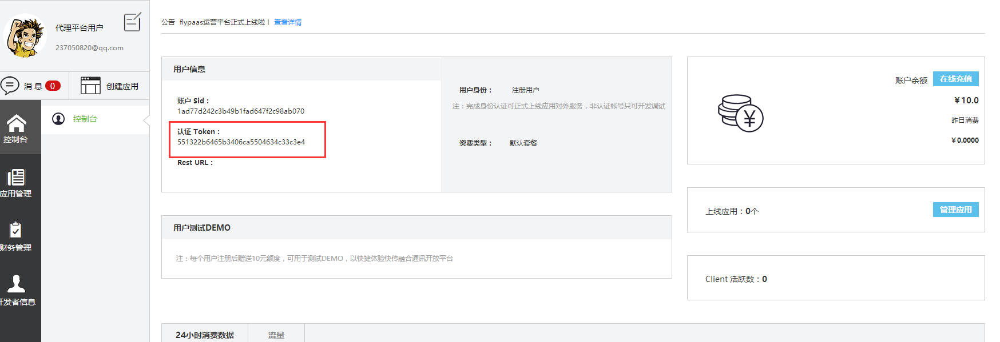 代理平台用户
237050820@qq.com
消 息 0
创建应用
控制台
应用管理
财务管理
开发者信息
控制台
公告 flypaas运营平台正式上线啦！ 查看详情
用户信息
账户 Sid：
1ad77d242c3b49b1fad647f2c98ab070
认证 Token：
551322b6465b3406ca5504634c33c3e4
Rest URL：
用户身份： 注册用户
注：完成身份认证可正式上线应用对外服务，非认证帐号只可开发调试
资费类型： 默认套餐
账户余额 在线充值
¥10.0
昨日消费
¥0.0000
上线应用：0个 管理应用
Client 活跃数：0
用户测试DEMO
注：每个用户注册后赠送10元额度，可用于测试DEMO，以快捷体验快传融合通讯开放平台
24小时消费数据 流量